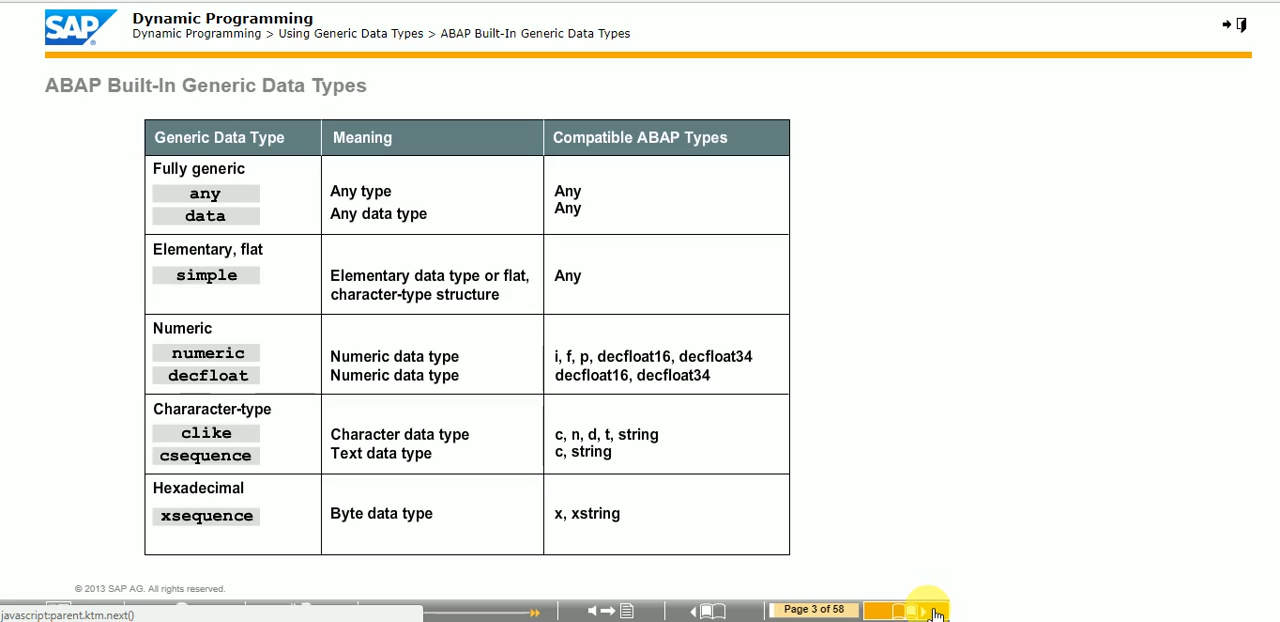 SAP
Dynamic Programming
Dynamic Programming > Using Generic Data Types > ABAP Built-In Generic Data Types
ABAP Built-In Generic Data Types
Generic Data Type Meaning Compatible ABAP Types
Fully generic
any Any type Any
data Any data type Any
Elementary, flat
simple Elementary data type or flat, Any
character-type structure
Numeric
numeric Numeric data type i, f, p, decfloat16, decfloat34
decfloat Numeric data type decfloat16, decfloat34
Chararacter-type
clike Character data type c, n, d, t, string
csequence Text data type c, string
Hexadecimal
xsequence Byte data type x, xstring
© 2013 SAP AG. All rights reserved.
Page 3 of 58
javascript:parent.ktm.next()